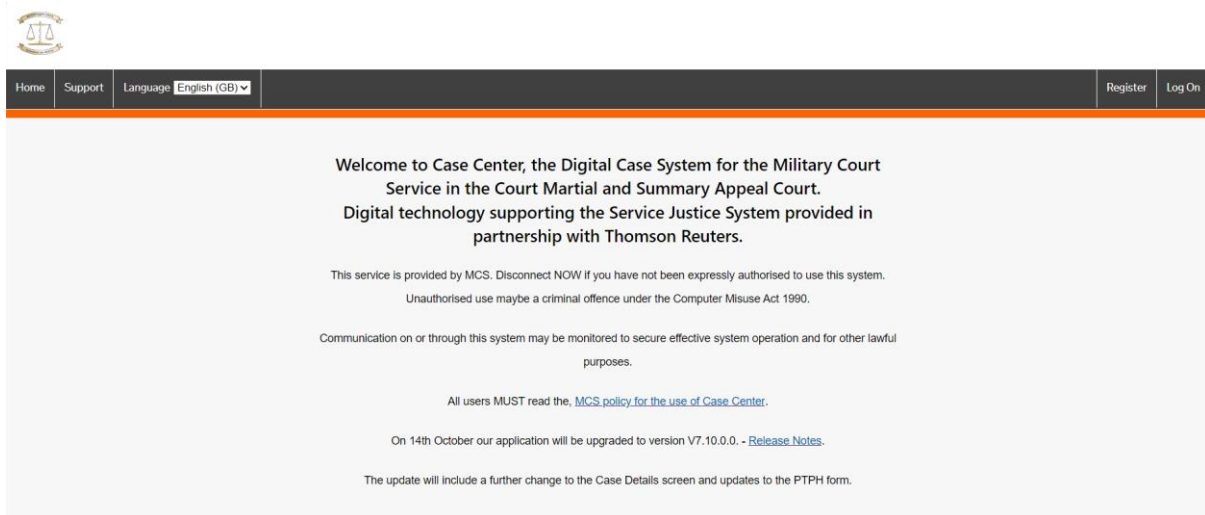 Home Support Language English (GB) Register Log On
Welcome to Case Center, the Digital Case System for the Military Court
Service in the Court Martial and Summary Appeal Court.
Digital technology supporting the Service Justice System provided in
partnership with Thomson Reuters.
This service is provided by MCS. Disconnect NOW if you have not been expressly authorised to use this system.
Unauthorised use maybe a criminal offence under the Computer Misuse Act 1990.
Communication on or through this system may be monitored to secure effective system operation and for other lawful
purposes.
All users MUST read the, MCS policy for the use of Case Center.
On 14th October our application will be upgraded to version V7.10.0.0. - Release Notes.
The update will include a further change to the Case Details screen and updates to the PTPH form.